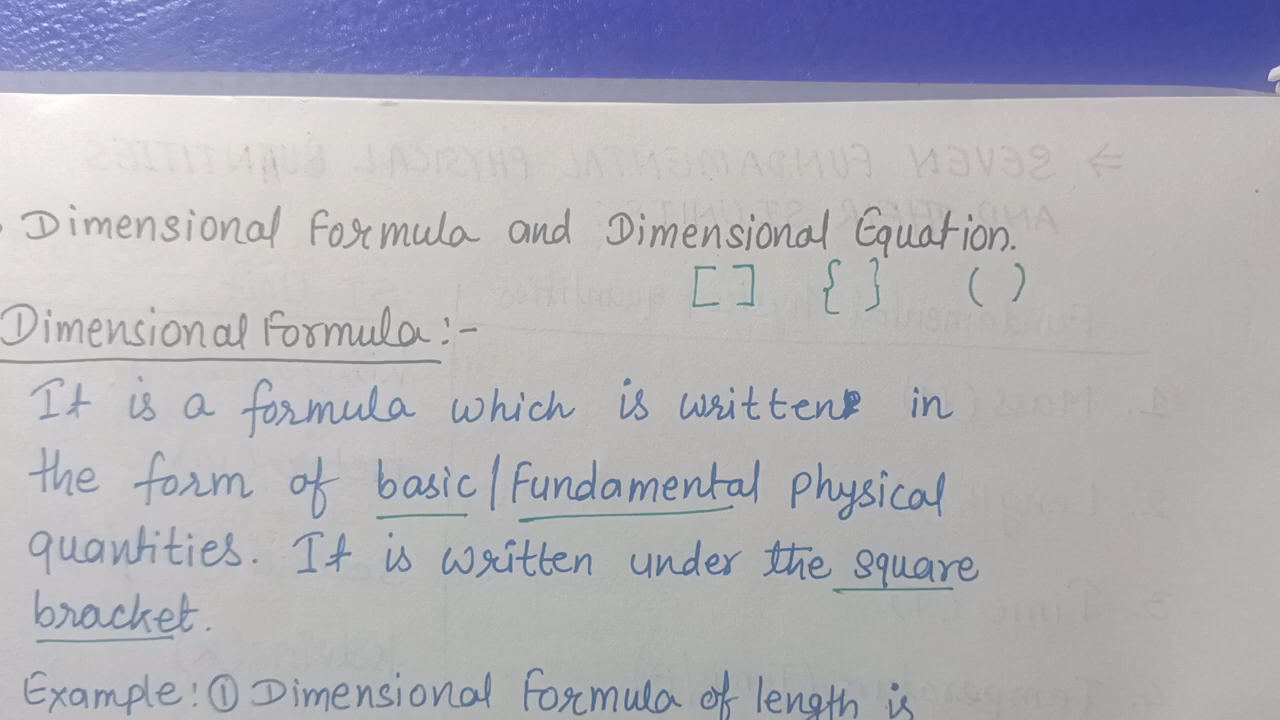 Dimensional Formula and Dimensional Equation.
[ ] { } ( )
Dimensional Formula :-
It is a formula which is written in
the form of basic/Fundamental Physical
quantities. It is written under the square
bracket.
Example: ① Dimensional Formula of length is